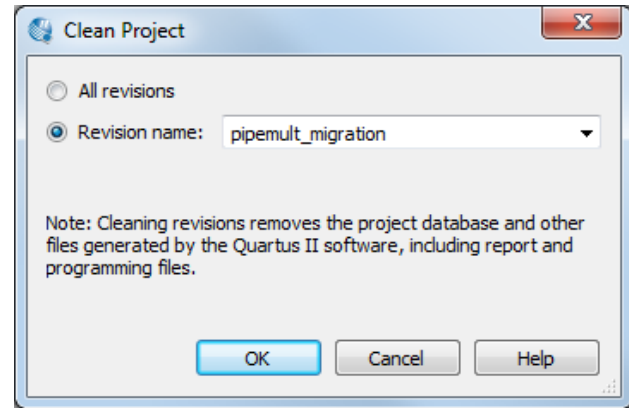 Clean Project
All revisions
Revision name: pipemult_migration
Note: Cleaning revisions removes the project database and other
files generated by the Quartus II software, including report and
programming files.
OK Cancel Help